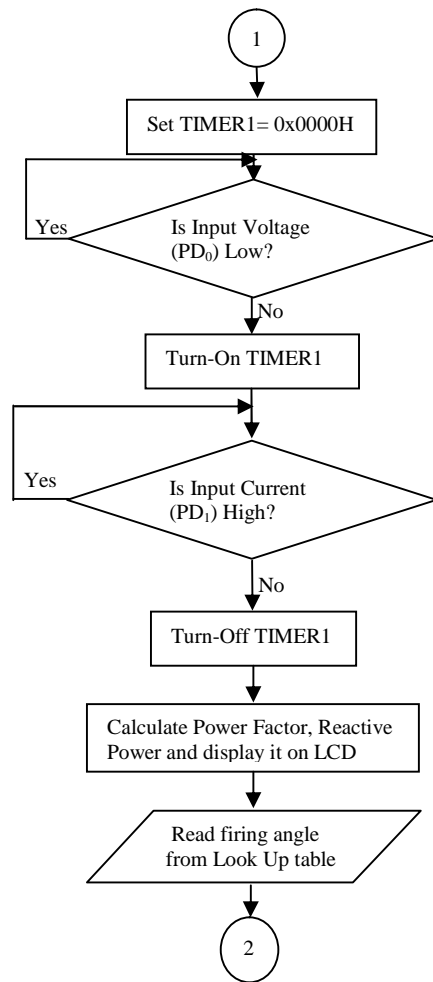 1
Set TIMER1= 0x0000H
Yes
Is Input Voltage
(PD₀) Low?
No
Turn-On TIMER1
Yes
Is Input Current
(PD₁) High?
No
Turn-Off TIMER1
Calculate Power Factor, Reactive
Power and display it on LCD
Read firing angle
from Look Up table
2